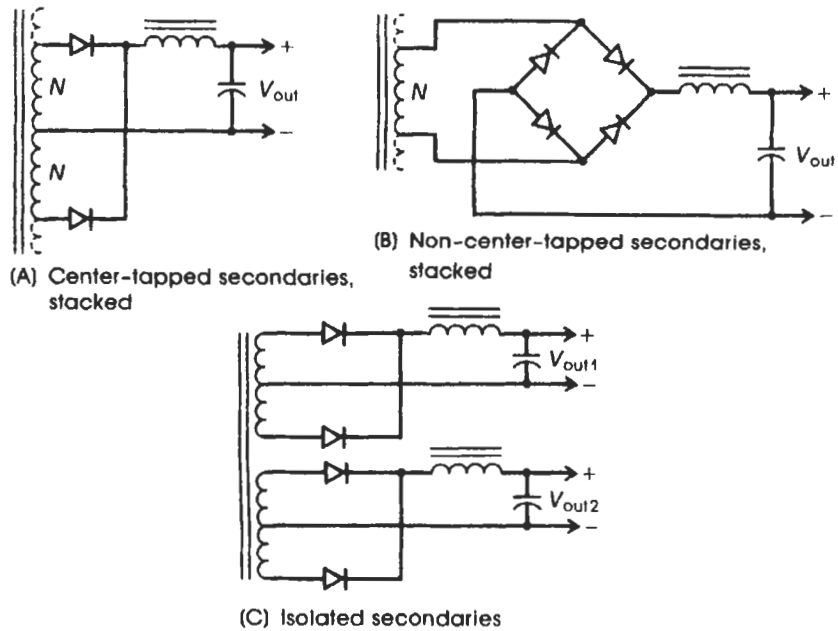 N
N
+
V_out
−
(A) Center-tapped secondaries,
stacked
N
+
V_out
−
(B) Non-center-tapped secondaries,
stacked
+
V_out1
−
+
V_out2
−
(C) Isolated secondaries